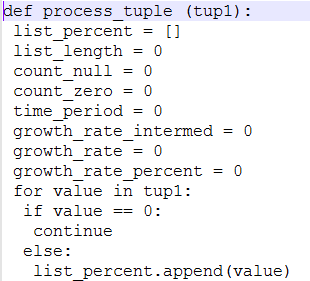 def process_tuple (tup1):
 list_percent = []
 list_length = 0
 count_null = 0
 count_zero = 0
 time_period = 0
 growth_rate_intermed = 0
 growth_rate = 0
 growth_rate_percent = 0
 for value in tup1:
  if value == 0:
   continue
  else:
   list_percent.append(value)